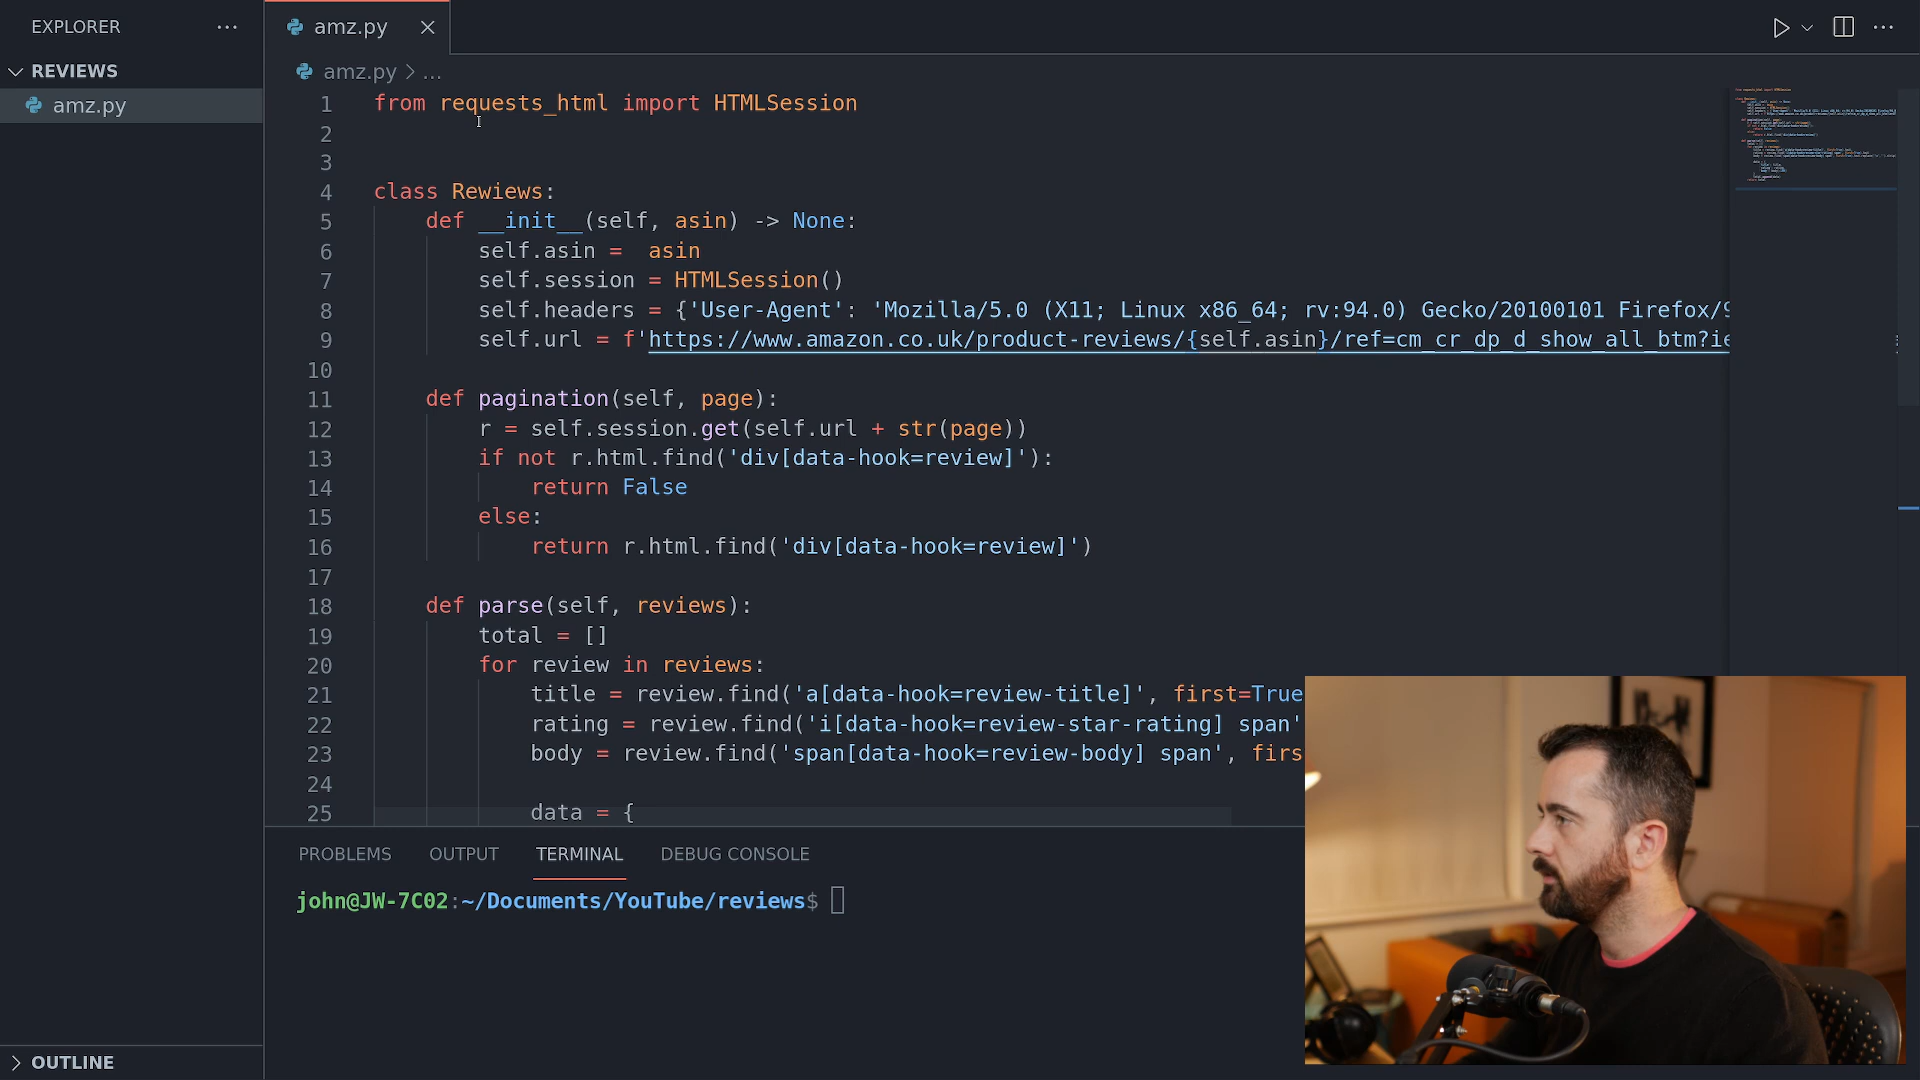 EXPLORER
REVIEWS
amz.py
OUTLINE
amz.py
amz.py > ...
1 from requests_html import HTMLSession
2
3
4 class Rewiews:
5 def __init__(self, asin) -> None:
6 self.asin =  asin
7 self.session = HTMLSession()
8 self.headers = {'User-Agent': 'Mozilla/5.0 (X11; Linux x86_64; rv:94.0) Gecko/20100101 Firefox/9
9 self.url = f'https://www.amazon.co.uk/product-reviews/{self.asin}/ref=cm_cr_dp_d_show_all_btm?ie
10
11 def pagination(self, page):
12 r = self.session.get(self.url + str(page))
13 if not r.html.find('div[data-hook=review]'):
14 return False
15 else:
16 return r.html.find('div[data-hook=review]')
17
18 def parse(self, reviews):
19 total = []
20 for review in reviews:
21 title = review.find('a[data-hook=review-title]', first=True
22 rating = review.find('i[data-hook=review-star-rating] span'
23 body = review.find('span[data-hook=review-body] span', firs
24
25 data = {
PROBLEMS OUTPUT TERMINAL DEBUG CONSOLE
john@JW-7C02:~/Documents/YouTube/reviews$